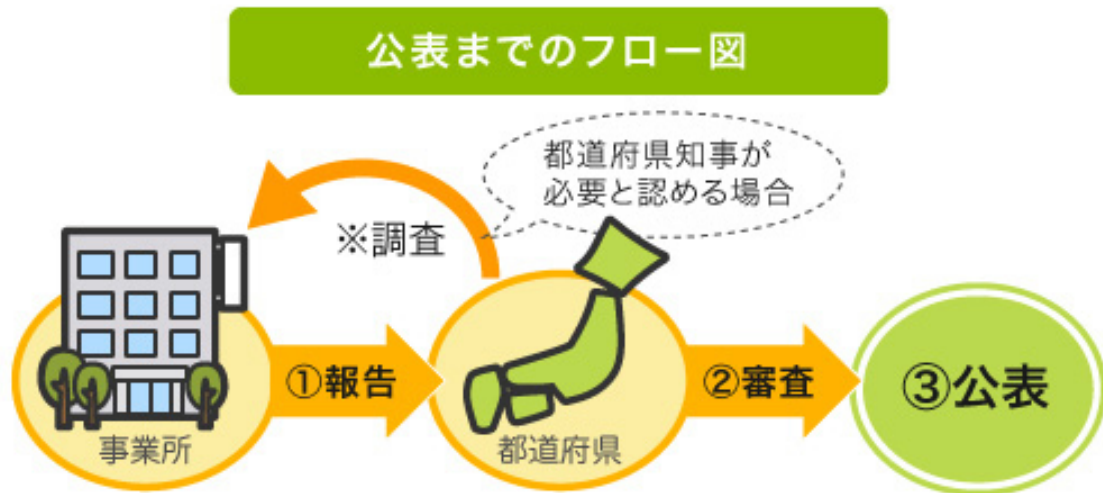 公表までのフロー図
都道府県知事が
必要と認める場合
※調査
①報告
②審査
③公表
事業所
都道府県